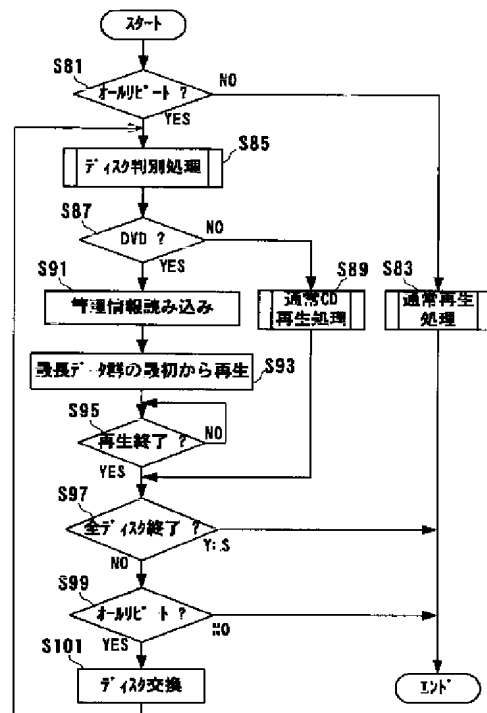 スタート
S81
オールリピート ?
NO
YES
S85
ディスク判別処理
S87
DVD ?
NO
YES
S91
管理情報読み込み
S89
通常CD
再生処理
S83
通常再生
処理
最長データ群の最初から再生
S93
S95
再生終了 ?
NO
YES
S97
全ディスク終了 ?
YES
NO
S99
オールリピート ?
NO
YES
S101
ディスク交換
エンド